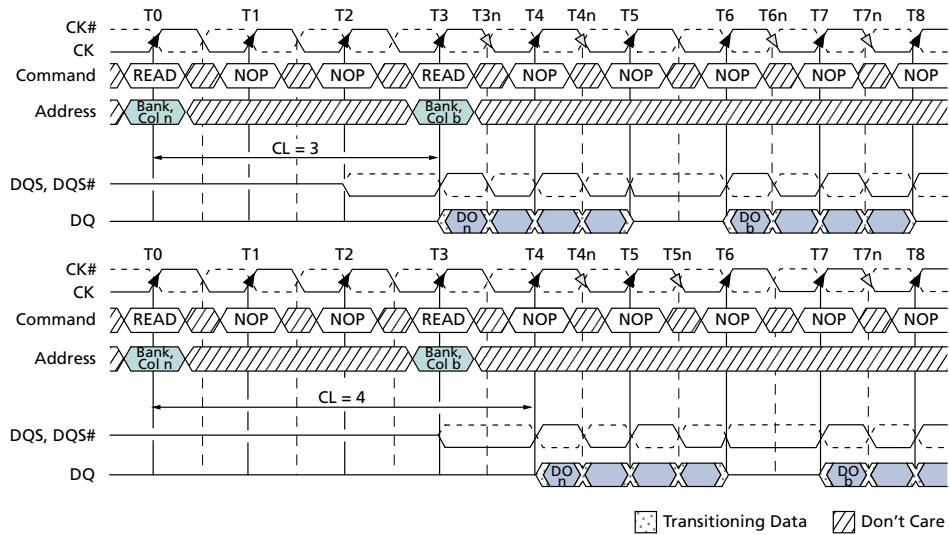 T0 T1 T2 T3 T3n T4 T4n T5 T6 T6n T7 T7n T8
CK#
CK
Command READ NOP NOP READ NOP NOP NOP NOP NOP
Address Bank, Col n Bank, Col b
CL = 3
DQS, DQS#
DQ DO n DO b
T0 T1 T2 T3 T4 T4n T5 T5n T6 T7 T7n T8
CK#
CK
Command READ NOP NOP READ NOP NOP NOP NOP NOP
Address Bank, Col n Bank, Col b
CL = 4
DQS, DQS#
DQ DO n DO b
Transitioning Data Don't Care